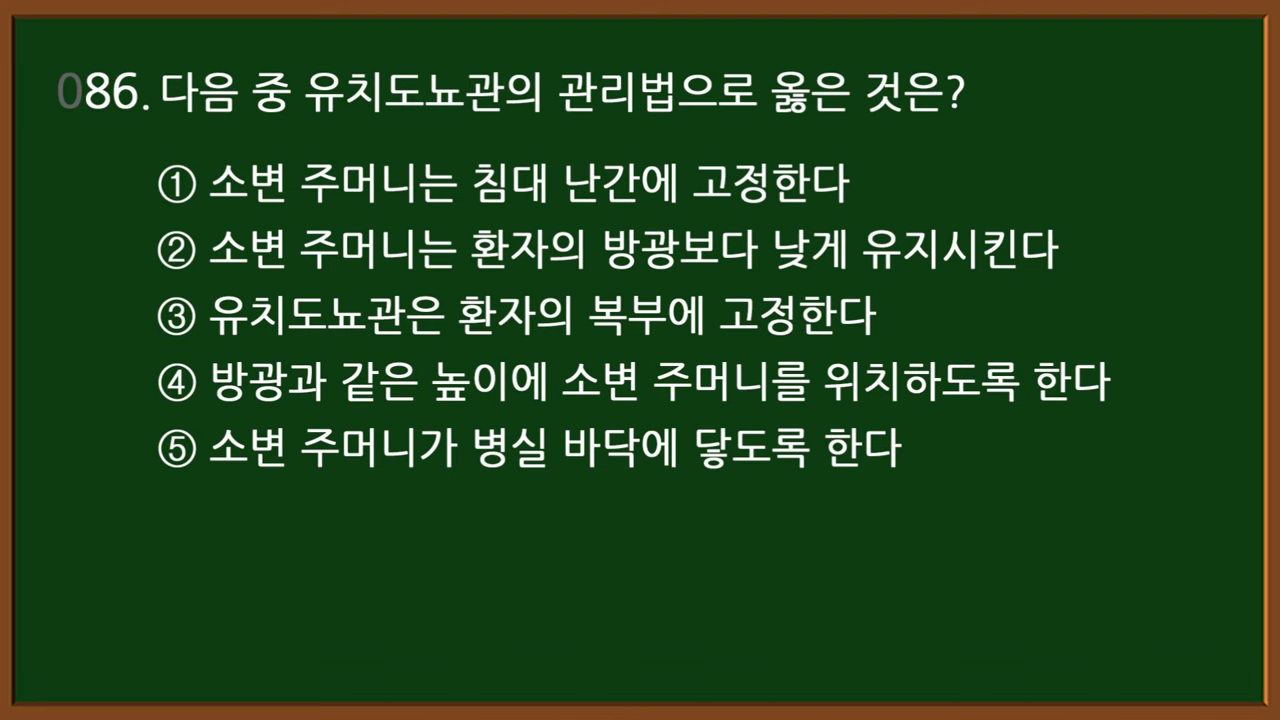 086. 다음 중 유치도뇨관의 관리법으로 옳은 것은?
① 소변 주머니는 침대 난간에 고정한다
② 소변 주머니는 환자의 방광보다 낮게 유지시킨다
③ 유치도뇨관은 환자의 복부에 고정한다
④ 방광과 같은 높이에 소변 주머니를 위치하도록 한다
⑤ 소변 주머니가 병실 바닥에 닿도록 한다